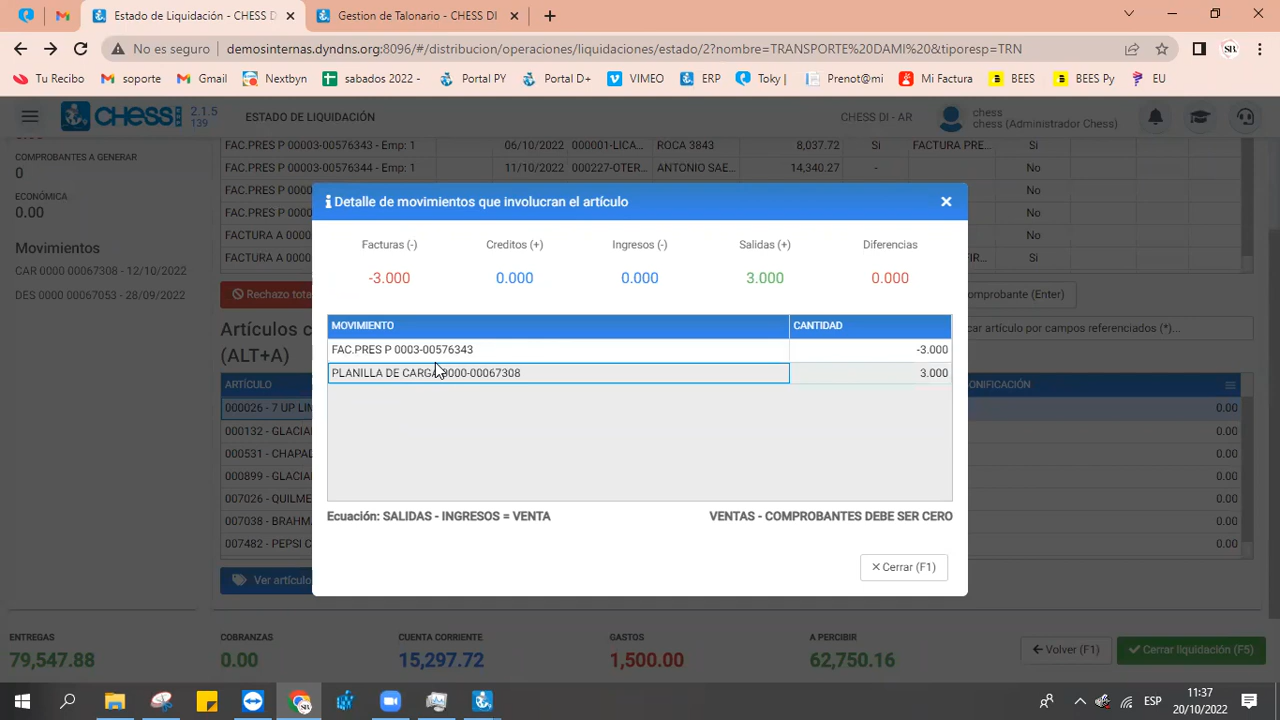 Estado de Liquidación - CHESS D
Gestion de Talonario - CHESS DI
No es seguro
demosinternas.dyndns.org:8096/#/distribucion/operaciones/liquidaciones/estado/2?nombre=TRANSPORTE%20DAMI%20&tiporesp=TRN
Tu Recibo
soporte
Gmail
Nextbyn
sabados 2022 -
Portal PY
Portal D+
VIMEO
ERP
Toky |
Prenot@mi
Mi Factura
BEES
BEES Py
EU
CHESS
2.1.5
139
ESTADO DE LIQUIDACIÓN
CHESS DI - AR
chess
chess (Administrador Chess)
COMPROBANTES A GENERAR
0
ECONÓMICA
0.00
Movimientos
CAR 0000 00067308 - 12/10/2022
DES 0000 00067053 - 28/09/2022
FAC.PRES P 00003-00576343 - Emp: 1 06/10/2022 000001-LICA... ROCA 3843 8,037.72 Si FACTURA PRE... Si
FAC.PRES P 00003-00576344 - Emp: 1 11/10/2022 000227-OTER... ANTONIO SAE... 14,340.27 - No
FAC.PRES P 0000 No
FAC.PRES P 0000 No
FACTURA A 0000 No
FACTURA A 0000 Si
Rechazo tota
comprobante (Enter)
Artículos c
(ALT+A)
car artículo por campos referenciados (*)...
ARTÍCULO
ONIFICACIÓN
000026 - 7 UP LIM 0.00
000132 - GLACIA 0.00
000531 - CHAPAD 0.00
000899 - GLACIA 0.00
007026 - QUILME 0.00
007038 - BRAHM 0.00
007482 - PEPSI C 0.00
Ver artículo
Detalle de movimientos que involucran el artículo
Facturas (-) Creditos (+) Ingresos (-) Salidas (+) Diferencias
-3.000 0.000 0.000 3.000 0.000
MOVIMIENTO CANTIDAD
FAC.PRES P 0003-00576343 -3.000
PLANILLA DE CARGA 0000-00067308 3.000
Ecuación: SALIDAS - INGRESOS = VENTA
VENTAS - COMPROBANTES DEBE SER CERO
Cerrar (F1)
ENTREGAS COBRANZAS CUENTA CORRIENTE GASTOS A PERCIBIR
79,547.88 0.00 15,297.72 1,500.00 62,750.16
Volver (F1)
Cerrar liquidación (F5)
ESP
11:37
20/10/2022